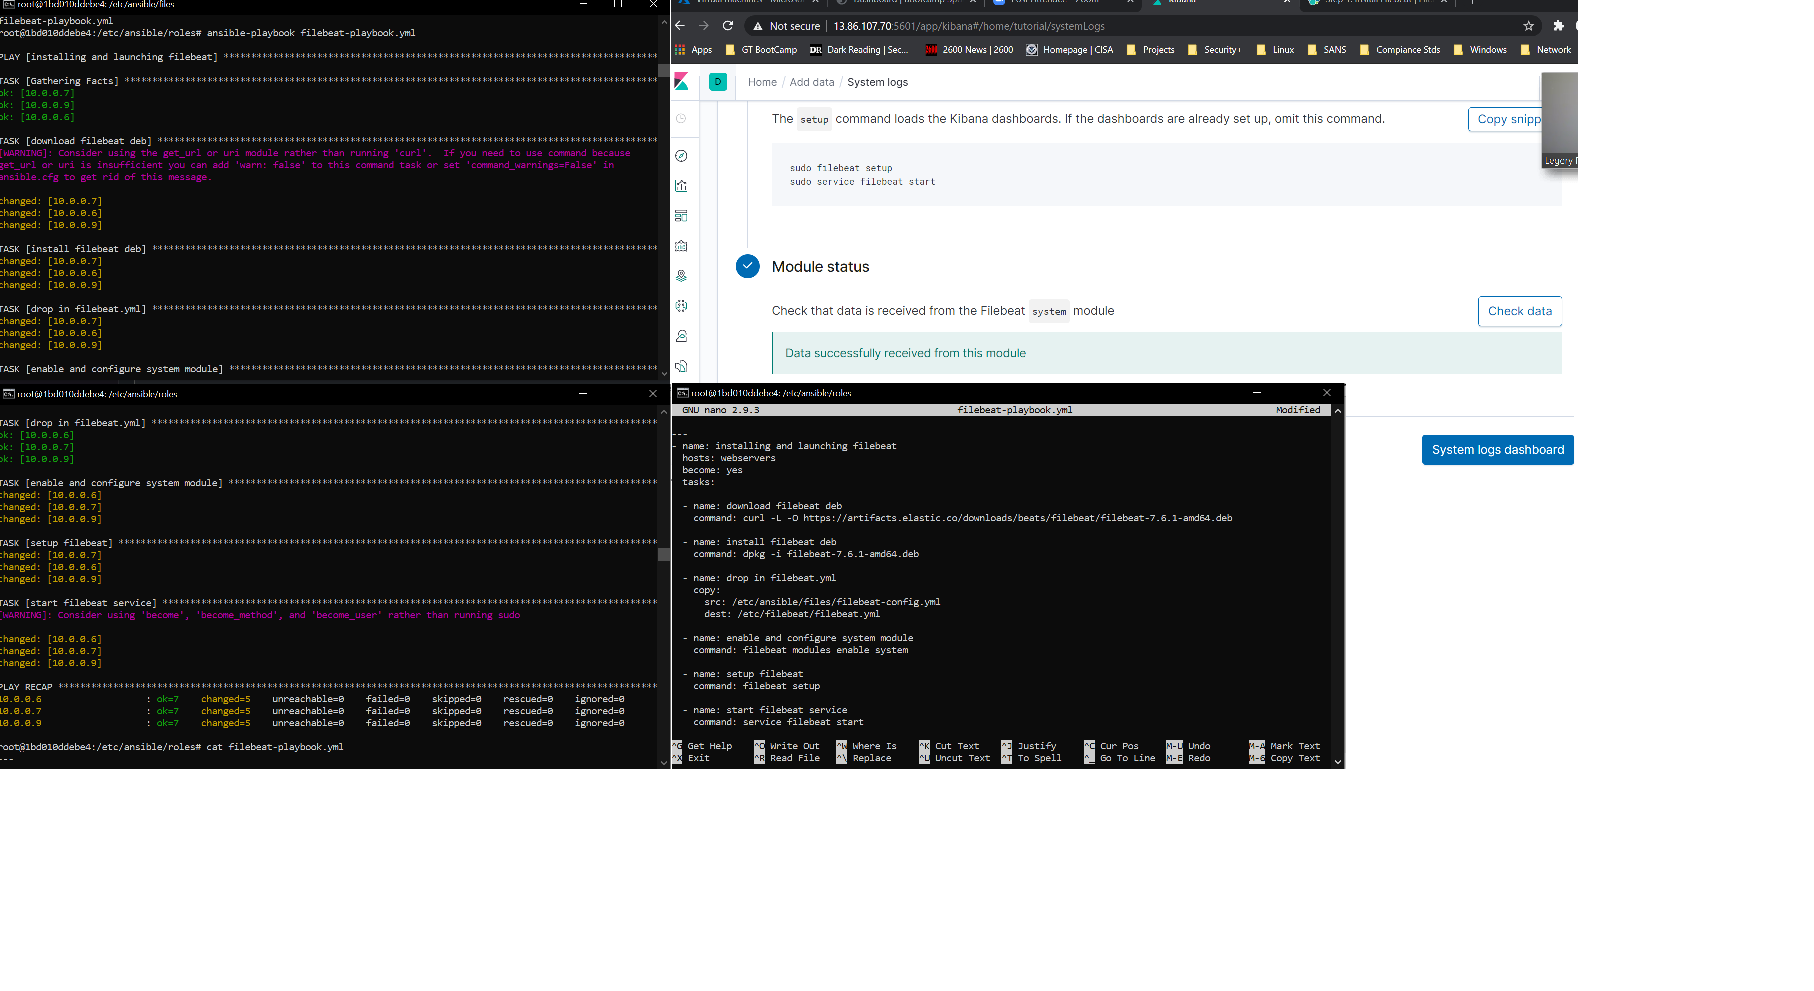 root@1bd010ddebe4: /etc/ansible/files
filebeat-playbook.yml
root@1bd010ddebe4:/etc/ansible/roles# ansible-playbook filebeat-playbook.yml
PLAY [installing and launching filebeat] ********************************************************************************
TASK [Gathering Facts] ********************************************************************************
ok: [10.0.0.7]
ok: [10.0.0.9]
ok: [10.0.0.6]
TASK [download filebeat deb] ********************************************************************************
[WARNING]: Consider using the get_url or uri module rather than running 'curl'.  If you need to use command because
get_url or uri is insufficient you can add 'warn: false' to this command task or set 'command_warnings=False' in
ansible.cfg to get rid of this message.
changed: [10.0.0.7]
changed: [10.0.0.6]
changed: [10.0.0.9]
TASK [install filebeat deb] ********************************************************************************
changed: [10.0.0.7]
changed: [10.0.0.6]
changed: [10.0.0.9]
TASK [drop in filebeat.yml] ********************************************************************************
changed: [10.0.0.7]
changed: [10.0.0.6]
changed: [10.0.0.9]
TASK [enable and configure system module] ********************************************************************************
Not secure 13.86.107.70:5601/app/kibana#/home/tutorial/systemLogs
Apps GT BootCamp Dark Reading | Sec... 2600 News | 2600 Homepage | CISA Projects Security Linux SANS Compiance Stds Windows Network
D Home / Add data / System logs
The setup command loads the Kibana dashboards. If the dashboards are already set up, omit this command.
Copy snipp
sudo filebeat setup
sudo service filebeat start
Module status
Check that data is received from the Filebeat system module
Check data
Data successfully received from this module
System logs dashboard
root@1bd010ddebe4: /etc/ansible/roles
TASK [drop in filebeat.yml] ********************************************************************************
ok: [10.0.0.6]
ok: [10.0.0.7]
ok: [10.0.0.9]
TASK [enable and configure system module] ********************************************************************************
changed: [10.0.0.6]
changed: [10.0.0.7]
changed: [10.0.0.9]
TASK [setup filebeat] ********************************************************************************
changed: [10.0.0.7]
changed: [10.0.0.6]
changed: [10.0.0.9]
TASK [start filebeat service] ********************************************************************************
[WARNING]: Consider using 'become', 'become_method', and 'become_user' rather than running sudo
changed: [10.0.0.6]
changed: [10.0.0.7]
changed: [10.0.0.9]
PLAY RECAP ********************************************************************************
10.0.0.6 : ok=7 changed=5 unreachable=0 failed=0 skipped=0 rescued=0 ignored=0
10.0.0.7 : ok=7 changed=5 unreachable=0 failed=0 skipped=0 rescued=0 ignored=0
10.0.0.9 : ok=7 changed=5 unreachable=0 failed=0 skipped=0 rescued=0 ignored=0
root@1bd010ddebe4:/etc/ansible/roles# cat filebeat-playbook.yml
---
root@1bd010ddebe4: /etc/ansible/roles
GNU nano 2.9.3 filebeat-playbook.yml Modified
---
- name: installing and launching filebeat
hosts: webservers
become: yes
tasks:
- name: download filebeat deb
command: curl -L -O https://artifacts.elastic.co/downloads/beats/filebeat/filebeat-7.6.1-amd64.deb
- name: install filebeat deb
command: dpkg -i filebeat-7.6.1-amd64.deb
- name: drop in filebeat.yml
copy:
src: /etc/ansible/files/filebeat-config.yml
dest: /etc/filebeat/filebeat.yml
- name: enable and configure system module
command: filebeat modules enable system
- name: setup filebeat
command: filebeat setup
- name: start filebeat service
command: service filebeat start
^G Get Help ^O Write Out ^W Where Is ^K Cut Text ^J Justify ^C Cur Pos M-U Undo M-A Mark Text
^X Exit ^R Read File ^\ Replace ^U Uncut Text ^T To Spell ^_ Go To Line M-E Redo M-6 Copy Text